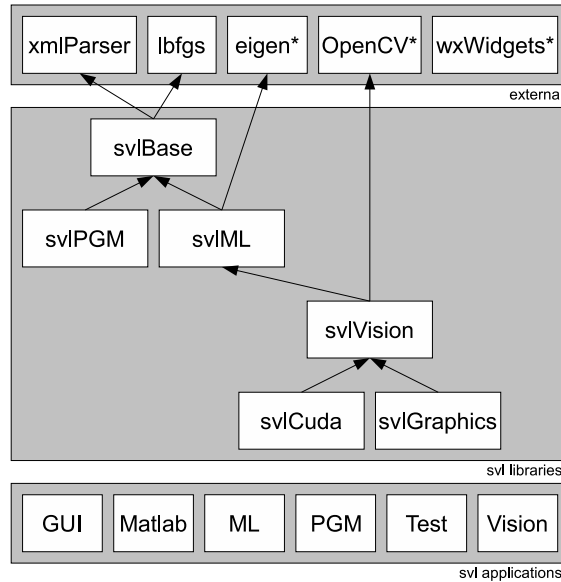 xmlParser lbfgs eigen* OpenCV* wxWidgets*
externa
svlBase
svlPGM svlML
svlVision
svlCuda svlGraphics
svl libraries
GUI Matlab ML PGM Test Vision
svl applications